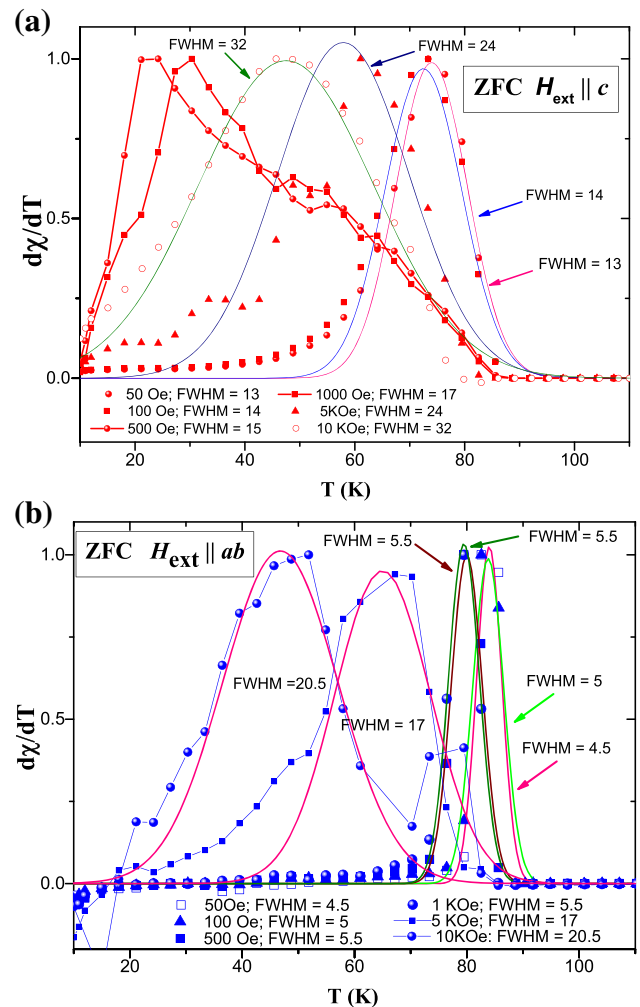 (a)
FWHM = 32
FWHM = 24
ZFC Hext || c
FWHM = 14
FWHM = 13
1.0
0.5
0.0
dχ/dT
50 Oe; FWHM = 13
1000 Oe; FWHM = 17
100 Oe; FWHM = 14
5KOe; FWHM = 24
500 Oe; FWHM = 15
10 KOe; FWHM = 32
20 40 60 80 100
T (K)
(b)
ZFC Hext || ab
FWHM = 5.5
FWHM = 5.5
FWHM =20.5
FWHM = 17
FWHM = 5
FWHM = 4.5
1.0
0.5
0.0
dχ/dT
50Oe; FWHM = 4.5
1 KOe; FWHM = 5.5
100 Oe; FWHM = 5
5 KOe; FWHM = 17
500 Oe; FWHM = 5.5
10KOe: FWHM = 20.5
20 40 60 80 100
T (K)